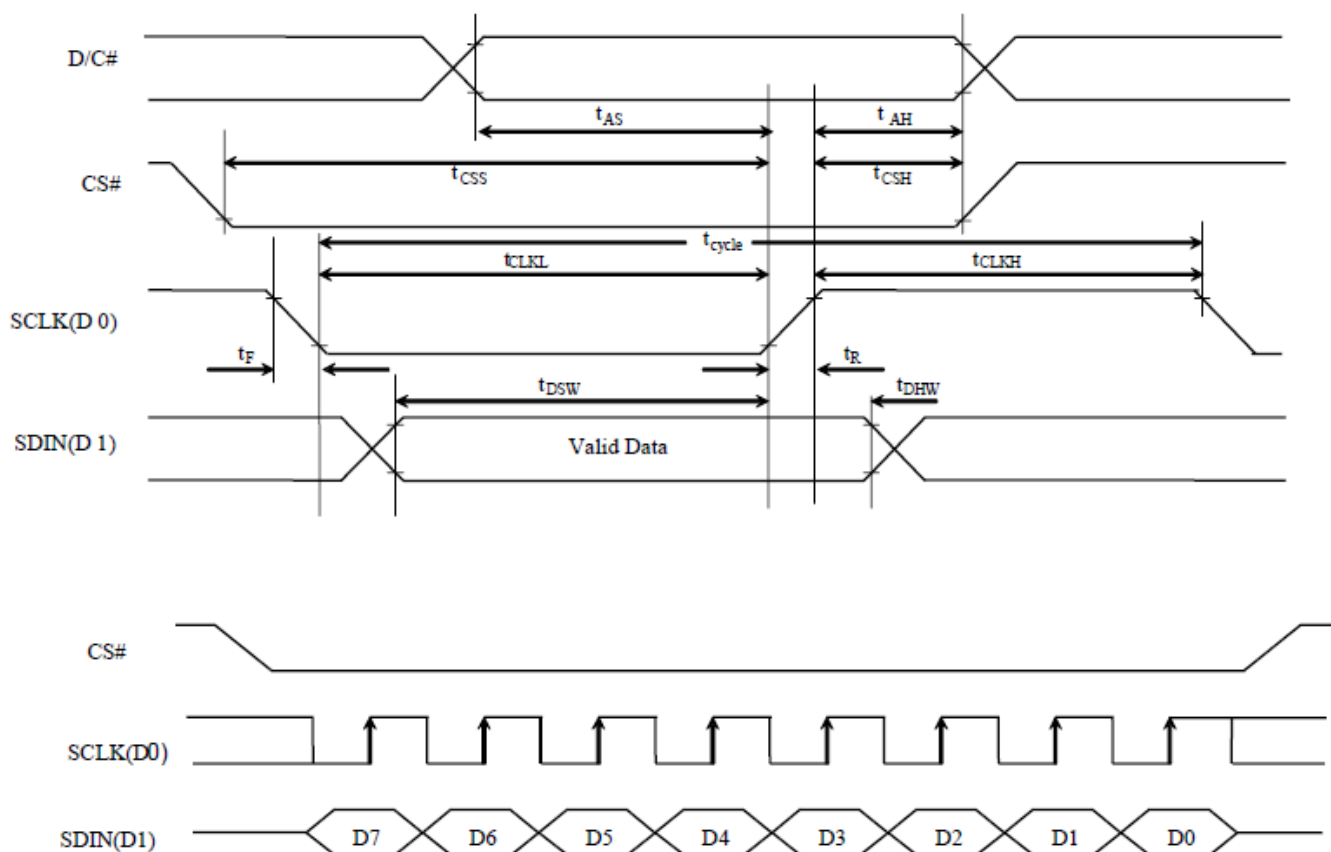 D/C#
tAS
t AH
CS#
tCSS
tCSH
tcycle
tCLKL
tCLKH
SCLK(D 0)
tF
tR
tDSW
tDHW
SDIN(D 1)
Valid Data
CS#
SCLK(D0)
SDIN(D1)
D7 D6 D5 D4 D3 D2 D1 D0